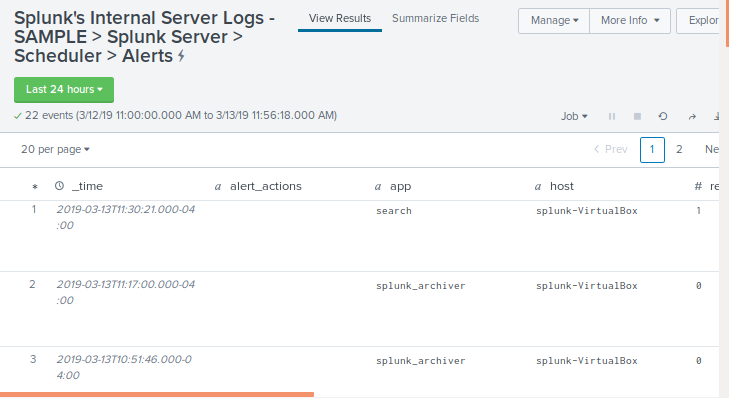 Splunk's Internal Server Logs -
SAMPLE > Splunk Server >
Scheduler > Alerts
View Results
Summarize Fields
Manage
More Info
Explor
Last 24 hours
22 events (3/12/19 11:00:00.000 AM to 3/13/19 11:56:18.000 AM)
Job
20 per page
< Prev
1
2
Ne
* _time a alert_actions a app a host # re
1 2019-03-13T11:30:21.000-04 search splunk-VirtualBox 1
:00
2 2019-03-13T11:17:00.000-04 splunk_archiver splunk-VirtualBox 0
:00
3 2019-03-13T10:51:46.000-0 splunk_archiver splunk-VirtualBox 0
4:00